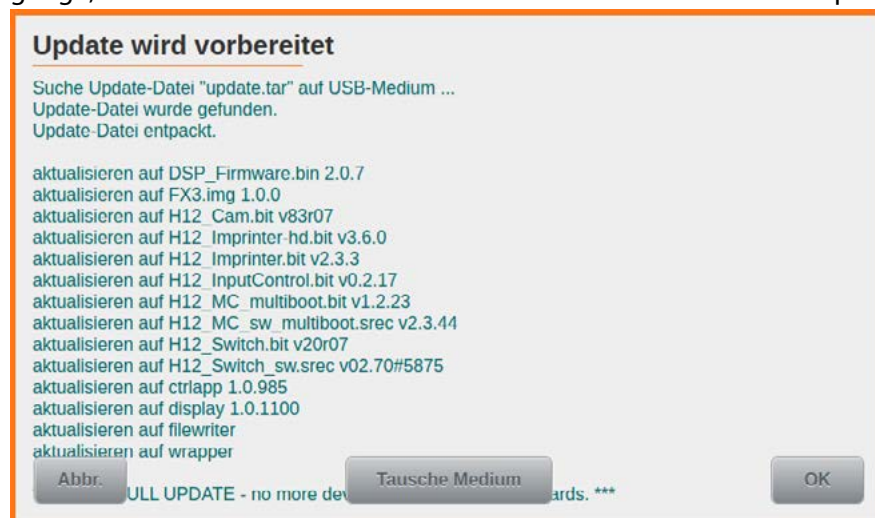 Update wird vorbereitet
Suche Update-Datei "update.tar" auf USB-Medium ...
Update-Datei wurde gefunden.
Update-Datei entpackt.
aktualisieren auf DSP_Firmware.bin 2.0.7
aktualisieren auf FX3.img 1.0.0
aktualisieren auf H12_Cam.bit v83r07
aktualisieren auf H12_Imprinter-hd.bit v3.6.0
aktualisieren auf H12_Imprinter.bit v2.3.3
aktualisieren auf H12_InputControl.bit v0.2.17
aktualisieren auf H12_MC_multiboot.bit v1.2.23
aktualisieren auf H12_MC_sw_multiboot.srec v2.3.44
aktualisieren auf H12_Switch.bit v20r07
aktualisieren auf H12_Switch_sw.srec v02.70#5875
aktualisieren auf ctrlapp 1.0.985
aktualisieren auf display 1.0.1100
aktualisieren auf filewriter
aktualisieren auf wrapper
Abbr. Tausche Medium OK
UPDATE - no more ***